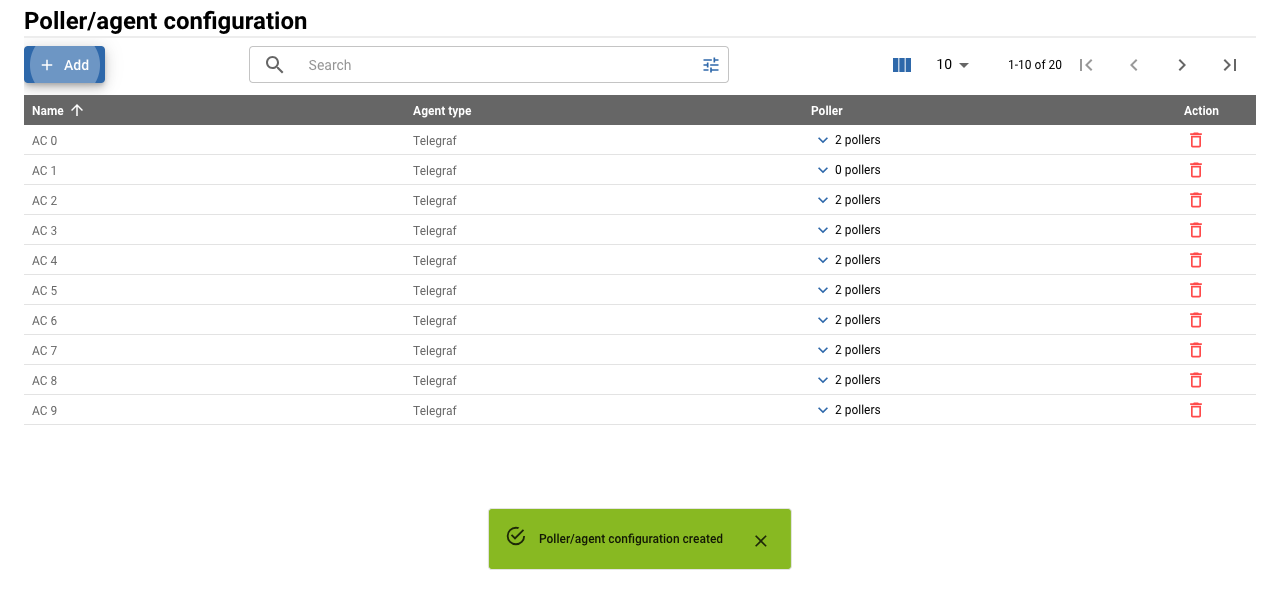 Poller/agent configuration
Add
Search
10
1-10 of 20
Name Agent type Poller Action
AC 0 Telegraf 2 pollers
AC 1 Telegraf 0 pollers
AC 2 Telegraf 2 pollers
AC 3 Telegraf 2 pollers
AC 4 Telegraf 2 pollers
AC 5 Telegraf 2 pollers
AC 6 Telegraf 2 pollers
AC 7 Telegraf 2 pollers
AC 8 Telegraf 2 pollers
AC 9 Telegraf 2 pollers
Poller/agent configuration created